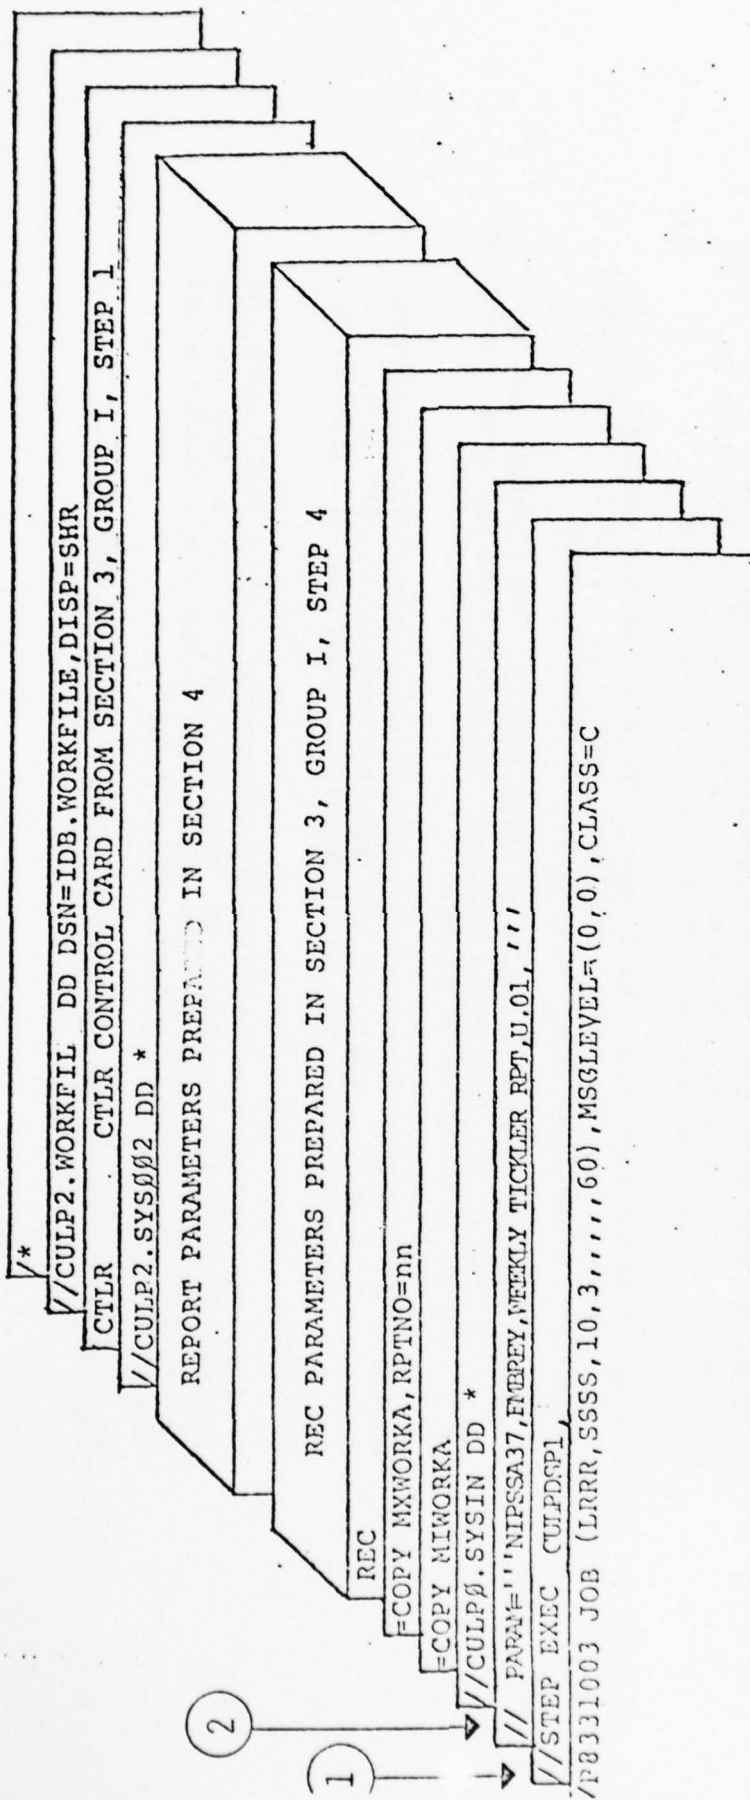 /*
//CULP2.WORKFIL DD DSN=IDB.WORKFILE,DISP=SHR
CTLR CTLR CONTROL CARD FROM SECTION 3, GROUP I, STEP 1
//CULP2.SYSØØ2 DD *
REPORT PARAMETERS PREPARED IN SECTION 4
REC PARAMETERS PREPARED IN SECTION 3, GROUP I, STEP 4
REC
=COPY MXWORKA,RPTNO=nn
=COPY MIWORKA
//CULPØ.SYSIN DD *
// PARAM='''NIPSSA37,EMBREY,WEEKLY TICKLER RPT,U.01,'''
//STEP EXEC CULPDSP1,
/P8331003 JOB (LRRR,SSSS,10,3,,,,,60),MSGLEVEL=(0,0),CLASS=C
2
1